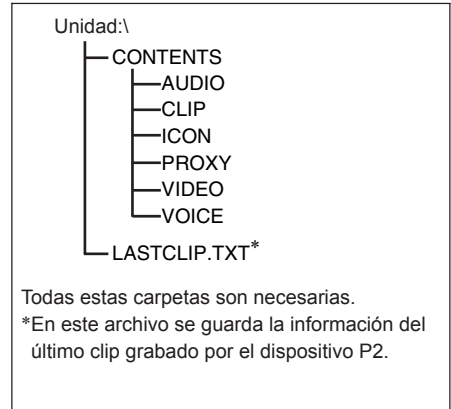 Unidad:\
CONTENTS
AUDIO
CLIP
ICON
PROXY
VIDEO
VOICE
LASTCLIP.TXT*
Todas estas carpetas son necesarias.
*En este archivo se guarda la información del
último clip grabado por el dispositivo P2.